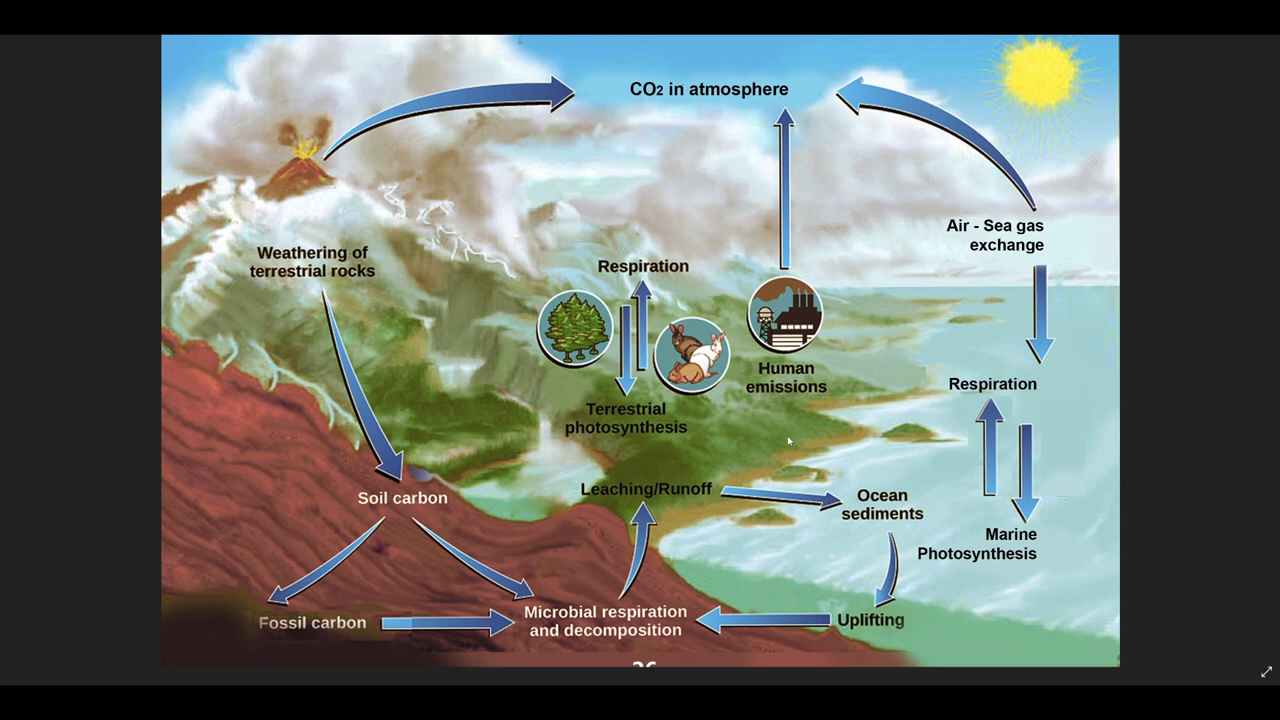 CO2 in atmosphere
Air - Sea gas
exchange
Weathering of
terrestrial rocks
Respiration
Human
emissions
Respiration
Terrestrial
photosynthesis
Leaching/Runoff
Soil carbon
Ocean
sediments
Marine
Photosynthesis
Fossil carbon
Microbial respiration
and decomposition
Uplifting